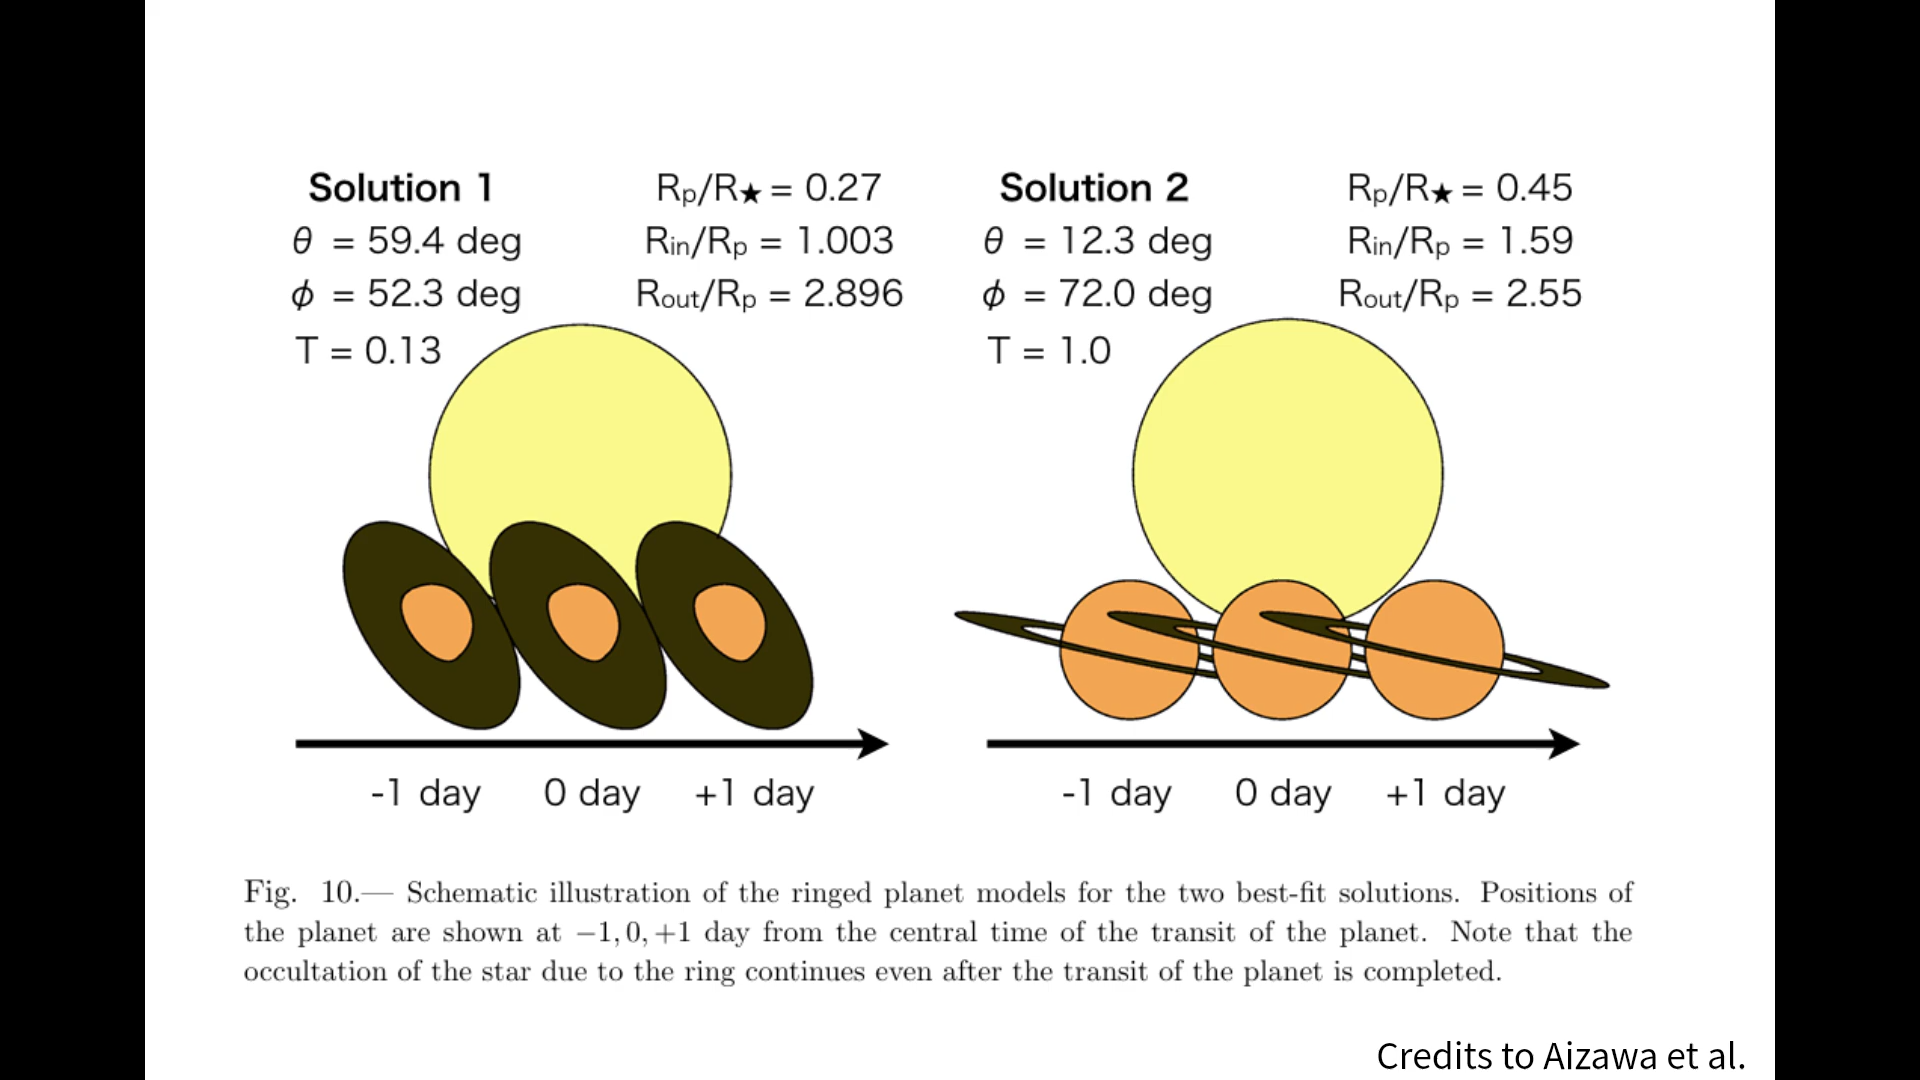 Solution 1
θ = 59.4 deg
ϕ = 52.3 deg
T = 0.13
Rp/R★ = 0.27
Rin/Rp = 1.003
Rout/Rp = 2.896
Solution 2
θ = 12.3 deg
ϕ = 72.0 deg
T = 1.0
Rp/R★ = 0.45
Rin/Rp = 1.59
Rout/Rp = 2.55
-1 day 0 day +1 day
-1 day 0 day +1 day
Fig. 10.— Schematic illustration of the ringed planet models for the two best-fit solutions. Positions of
the planet are shown at −1, 0, +1 day from the central time of the transit of the planet. Note that the
occultation of the star due to the ring continues even after the transit of the planet is completed.
Credits to Aizawa et al.